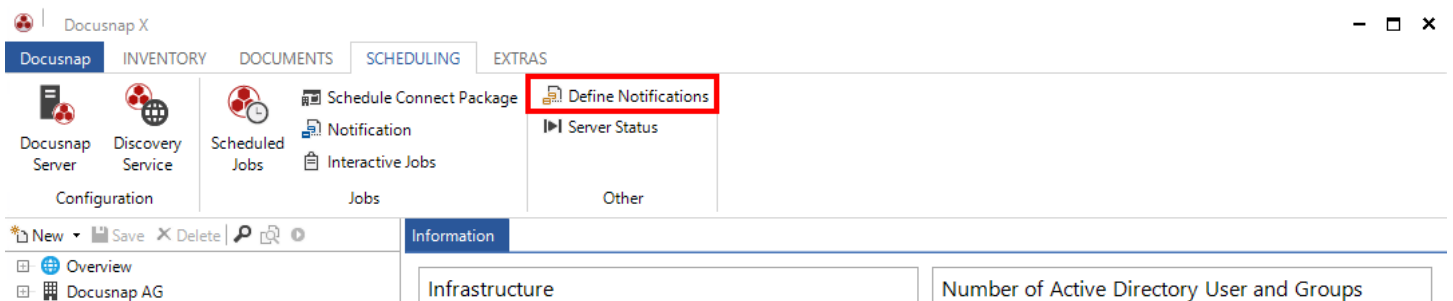 Docusnap X
Docusnap INVENTORY DOCUMENTS SCHEDULING EXTRAS
Docusnap Server
Discovery Service
Scheduled Jobs
Schedule Connect Package
Notification
Interactive Jobs
Define Notifications
Server Status
Configuration Jobs Other
New Save Delete
Information
Overview
Docusnap AG
Infrastructure
Number of Active Directory User and Groups